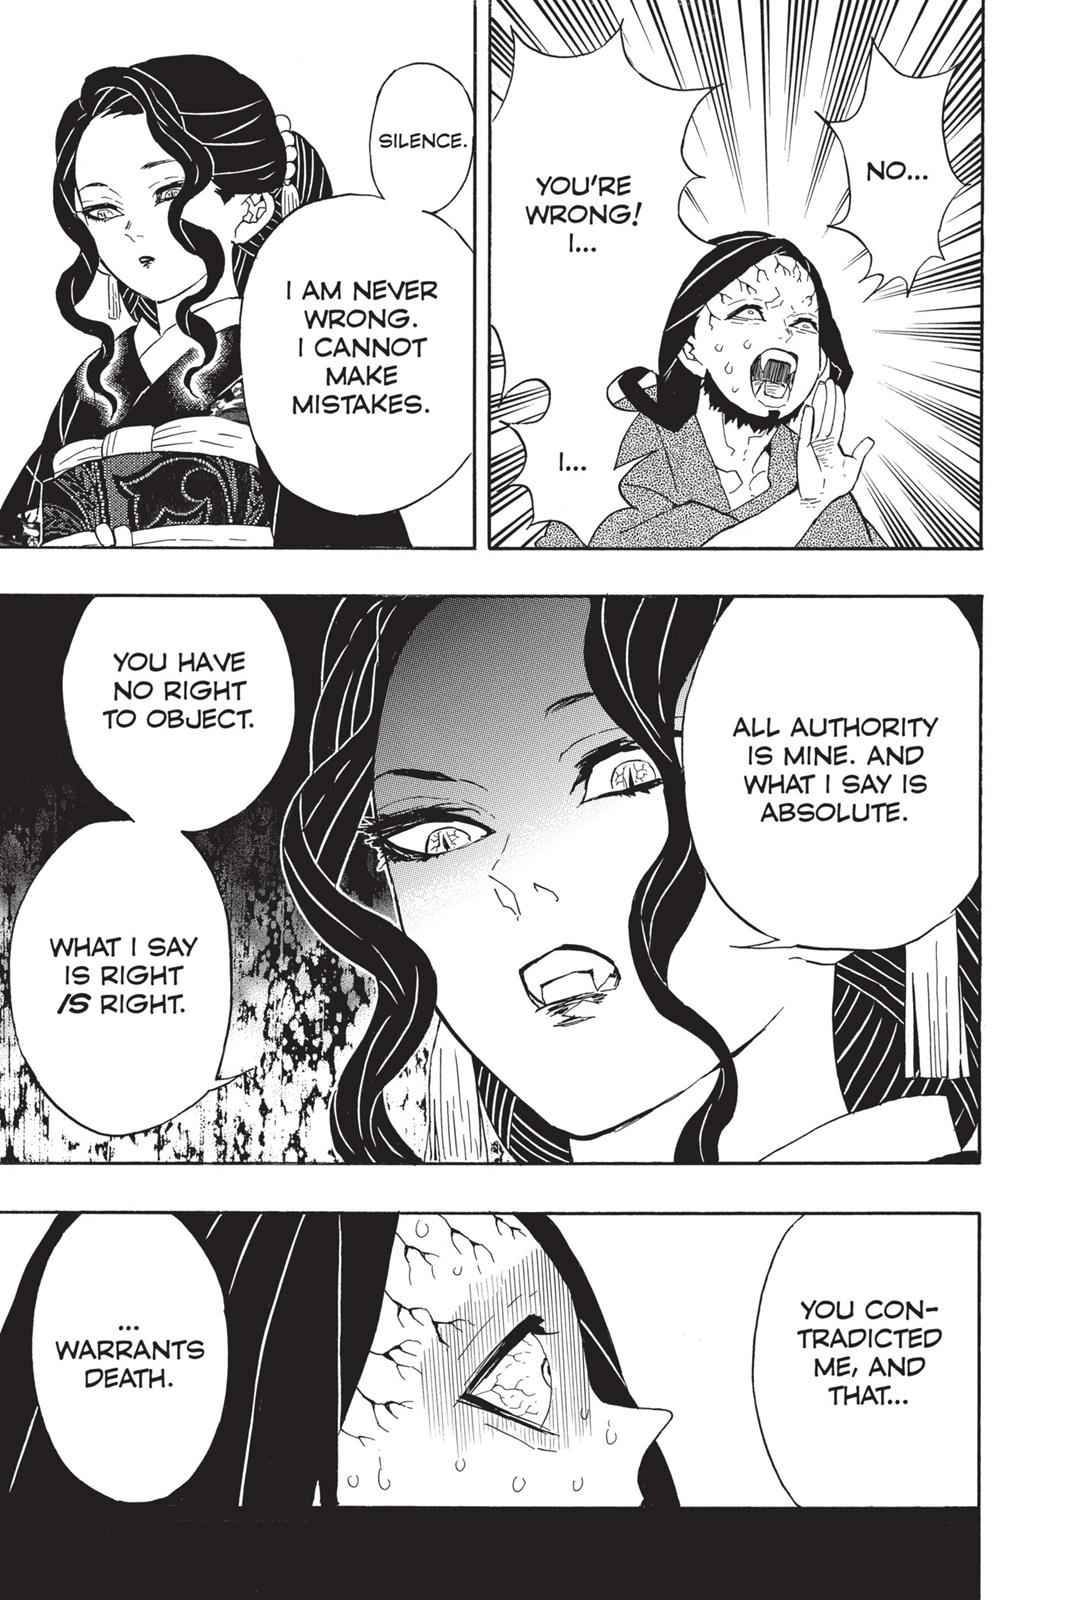 NO...
YOU'RE
WRONG!
I...
I...
SILENCE.
I AM NEVER
WRONG.
I CANNOT
MAKE
MISTAKES.
ALL AUTHORITY
IS MINE. AND
WHAT I SAY IS
ABSOLUTE.
YOU HAVE
NO RIGHT
TO OBJECT.
WHAT I SAY
IS RIGHT
IS RIGHT.
YOU CON-
TRADICTED
ME, AND
THAT...
...
WARRANTS
DEATH.